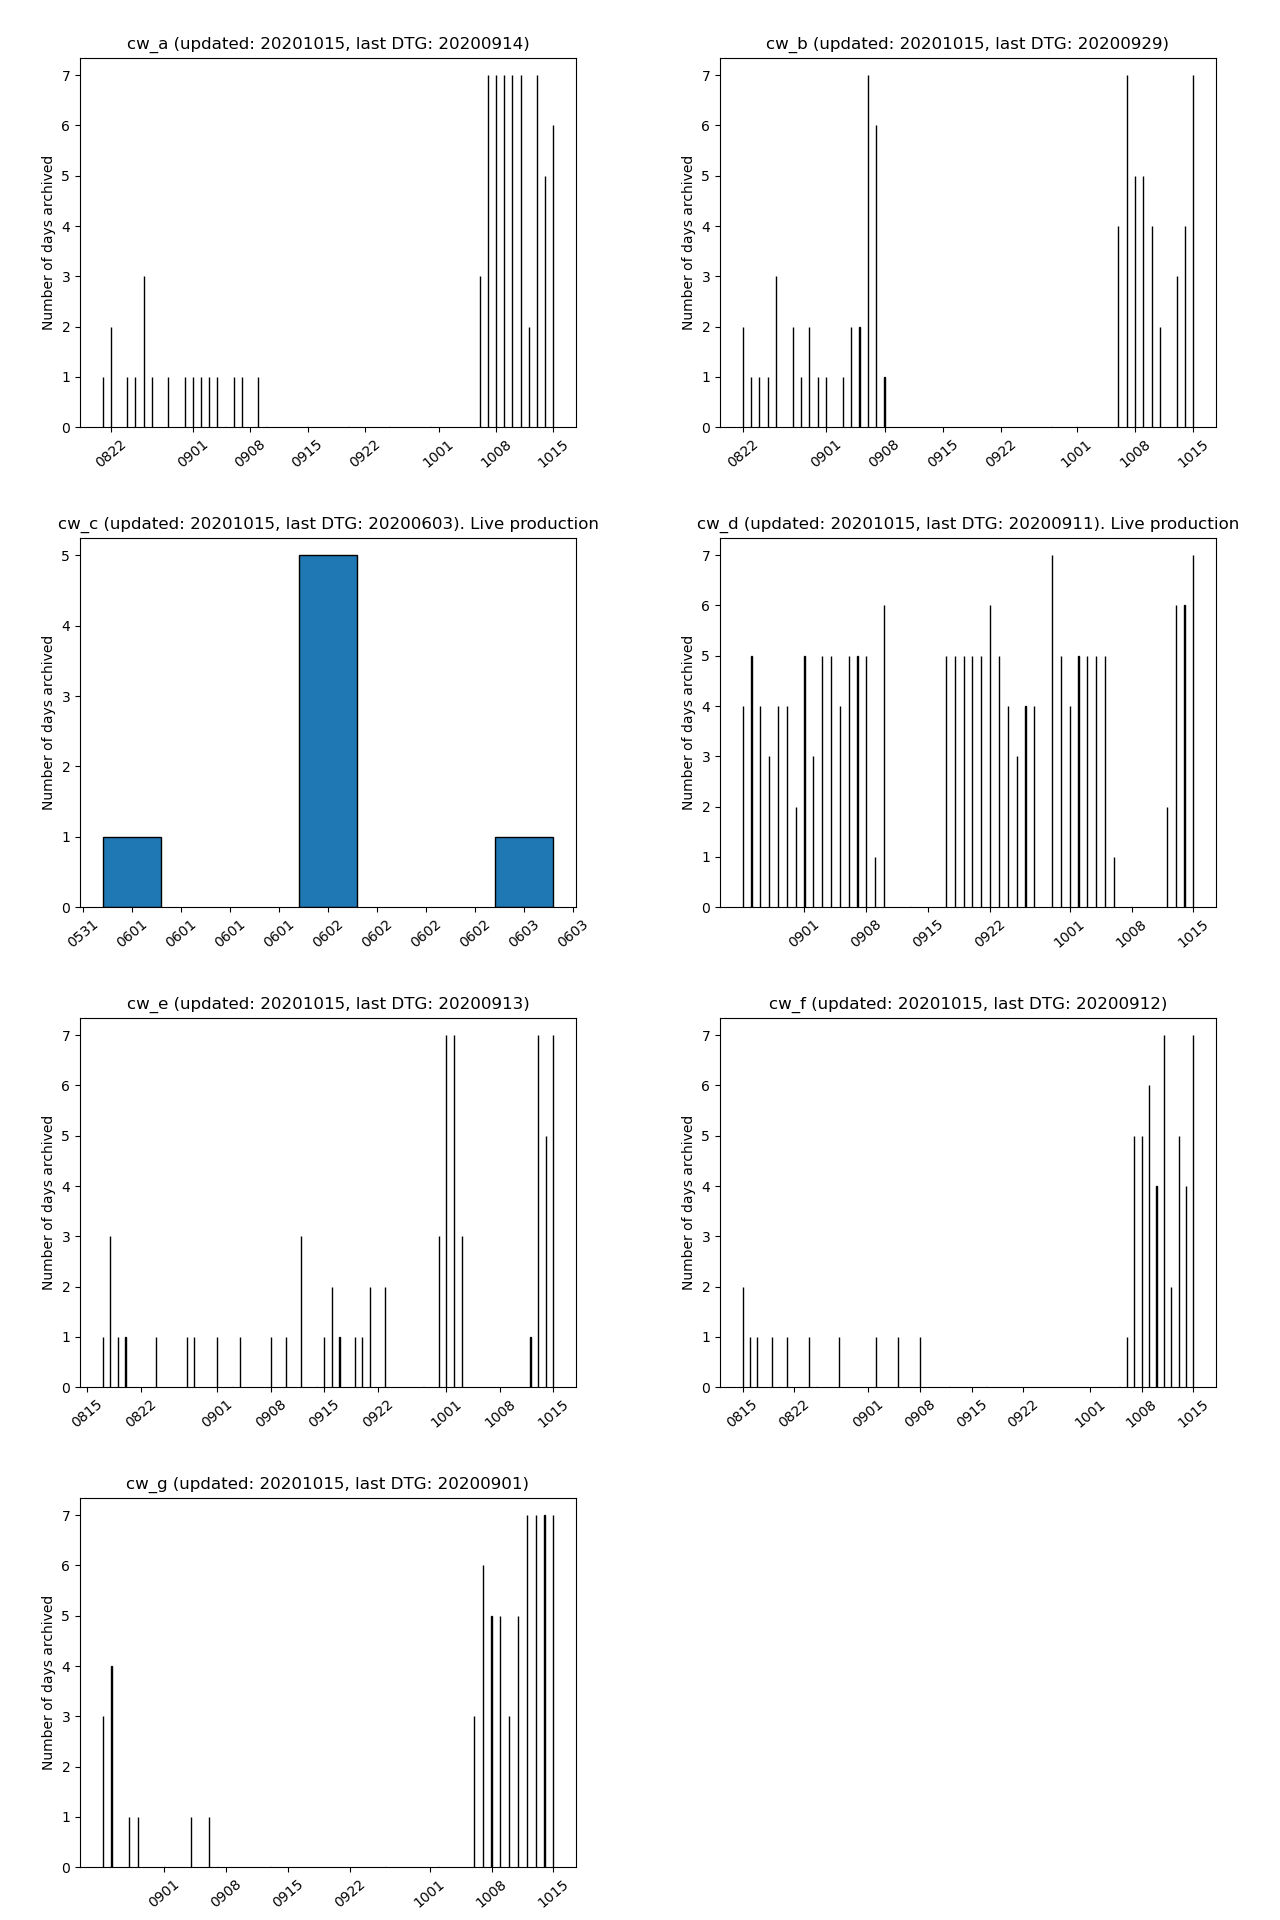 cw_a (updated: 20201015, last DTG: 20200914)
Number of days archived
7
6
5
4
3
2
1
0
0822 0901 0908 0915 0922 1001 1008 1015
cw_b (updated: 20201015, last DTG: 20200929)
Number of days archived
7
6
5
4
3
2
1
0
0822 0901 0908 0915 0922 1001 1008 1015
cw_c (updated: 20201015, last DTG: 20200603). Live production
Number of days archived
5
4
3
2
1
0
0531 0601 0601 0601 0601 0602 0602 0602 0602 0603 0603
cw_d (updated: 20201015, last DTG: 20200911). Live production
Number of days archived
7
6
5
4
3
2
1
0
0901 0908 0915 0922 1001 1008 1015
cw_e (updated: 20201015, last DTG: 20200913)
Number of days archived
7
6
5
4
3
2
1
0
0815 0822 0901 0908 0915 0922 1001 1008 1015
cw_f (updated: 20201015, last DTG: 20200912)
Number of days archived
7
6
5
4
3
2
1
0
0815 0822 0901 0908 0915 0922 1001 1008 1015
cw_g (updated: 20201015, last DTG: 20200901)
Number of days archived
7
6
5
4
3
2
1
0
0901 0908 0915 0922 1001 1008 1015